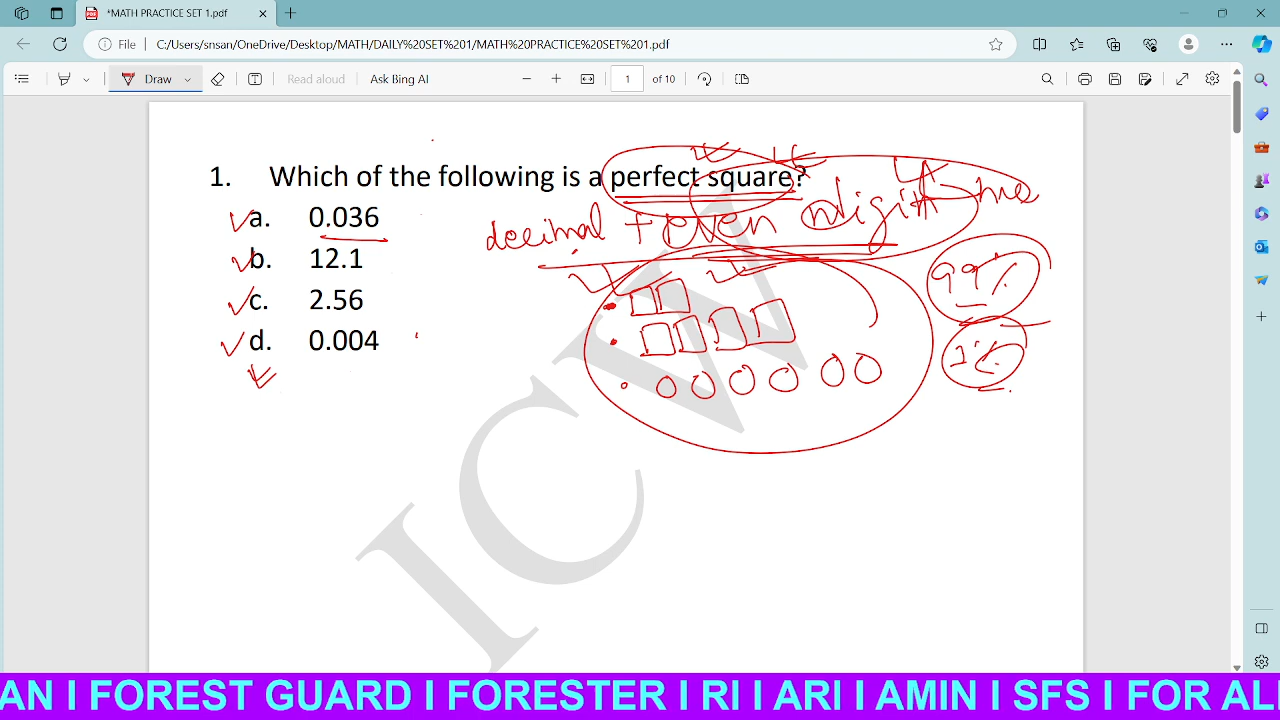 *MATH PRACTICE SET 1.pdf
File C:/Users/snsan/OneDrive/Desktop/MATH/DAILY%20SET%201/MATH%20PRACTICE%20SET%201.pdf
Draw Read aloud Ask Bing AI 1 of 10
1. Which of the following is a perfect square?
a. 0.036
decimal + even
b. 12.1
99%
c. 2.56
d. 0.004
ICW
AN I FOREST GUARD I FORESTER I RI I ARI I AMIN I SFS I FOR AL